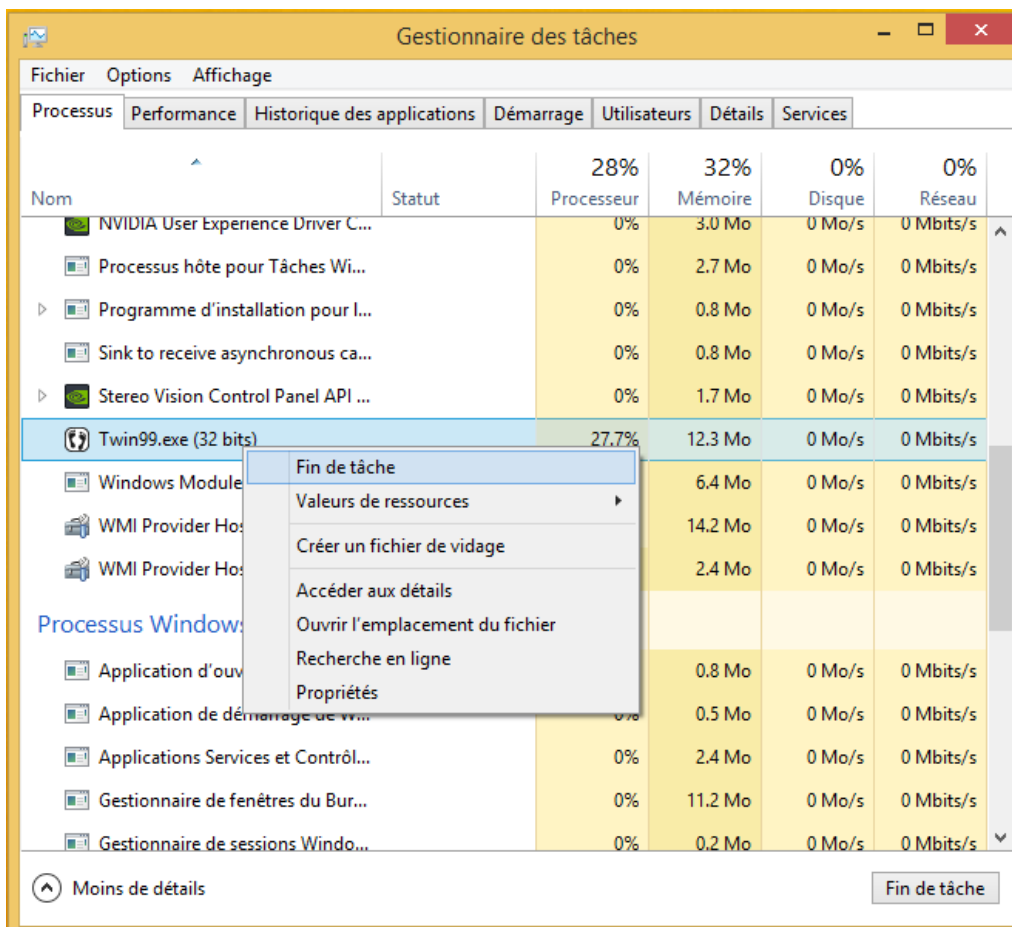 Gestionnaire des tâches
Fichier Options Affichage
Processus Performance Historique des applications Démarrage Utilisateurs Détails Services
28% 32% 0% 0%
Nom Statut Processeur Mémoire Disque Réseau
NVIDIA User Experience Driver C... 0% 3.0 Mo 0 Mo/s 0 Mbits/s
Processus hôte pour Tâches Wi... 0% 2.7 Mo 0 Mo/s 0 Mbits/s
Programme d'installation pour l... 0% 0.8 Mo 0 Mo/s 0 Mbits/s
Sink to receive asynchronous ca... 0% 0.8 Mo 0 Mo/s 0 Mbits/s
Stereo Vision Control Panel API ... 0% 1.7 Mo 0 Mo/s 0 Mbits/s
Twin99.exe (32 bits) 27.7% 12.3 Mo 0 Mo/s 0 Mbits/s
Fin de tâche
Valeurs de ressources
Créer un fichier de vidage
Accéder aux détails
Ouvrir l'emplacement du fichier
Recherche en ligne
Propriétés
Windows Module 6.4 Mo 0 Mo/s 0 Mbits/s
WMI Provider Hos 14.2 Mo 0 Mo/s 0 Mbits/s
WMI Provider Hos 2.4 Mo 0 Mo/s 0 Mbits/s
Processus Windows
Application d'ouv 0.8 Mo 0 Mo/s 0 Mbits/s
Application de démarrage de W... 0% 0.5 Mo 0 Mo/s 0 Mbits/s
Applications Services et Contrôl... 0% 2.4 Mo 0 Mo/s 0 Mbits/s
Gestionnaire de fenêtres du Bur... 0% 11.2 Mo 0 Mo/s 0 Mbits/s
Gestionnaire de sessions Windo... 0% 0.2 Mo 0 Mo/s 0 Mbits/s
Moins de détails Fin de tâche